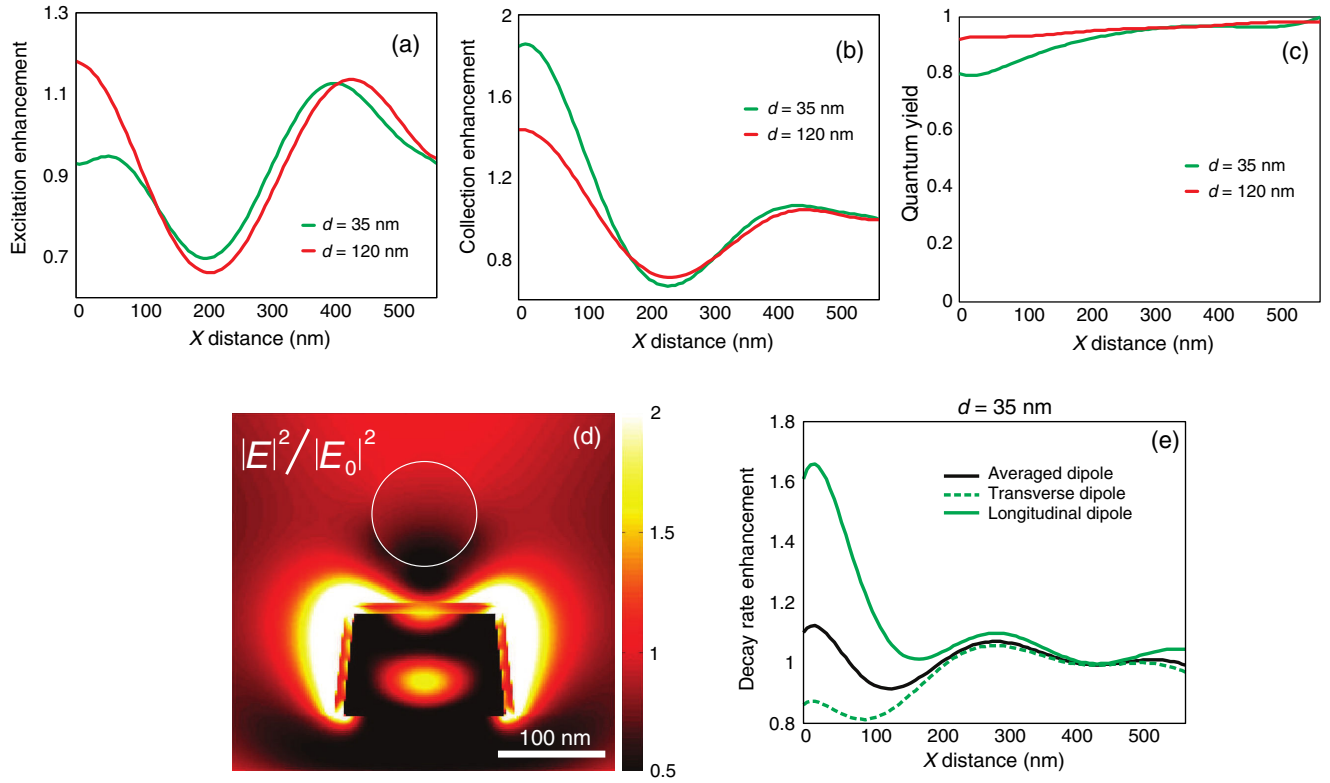 (a)
Excitation enhancement
1.3
1.1
0.9
0.7
d = 35 nm
d = 120 nm
0 100 200 300 400 500
X distance (nm)
(b)
Collection enhancement
2
1.6
1.2
0.8
d = 35 nm
d = 120 nm
0 100 200 300 400 500
X distance (nm)
(c)
Quantum yield
1
0.8
0.6
0.4
0.2
0
d = 35 nm
d = 120 nm
0 100 200 300 400 500
X distance (nm)
(d)
|E|²/|E₀|²
100 nm
2
1.5
1
0.5
d = 35 nm
(e)
Decay rate enhancement
1.8
1.6
1.4
1.2
1
0.8
Averaged dipole
Transverse dipole
Longitudinal dipole
0 100 200 300 400 500
X distance (nm)